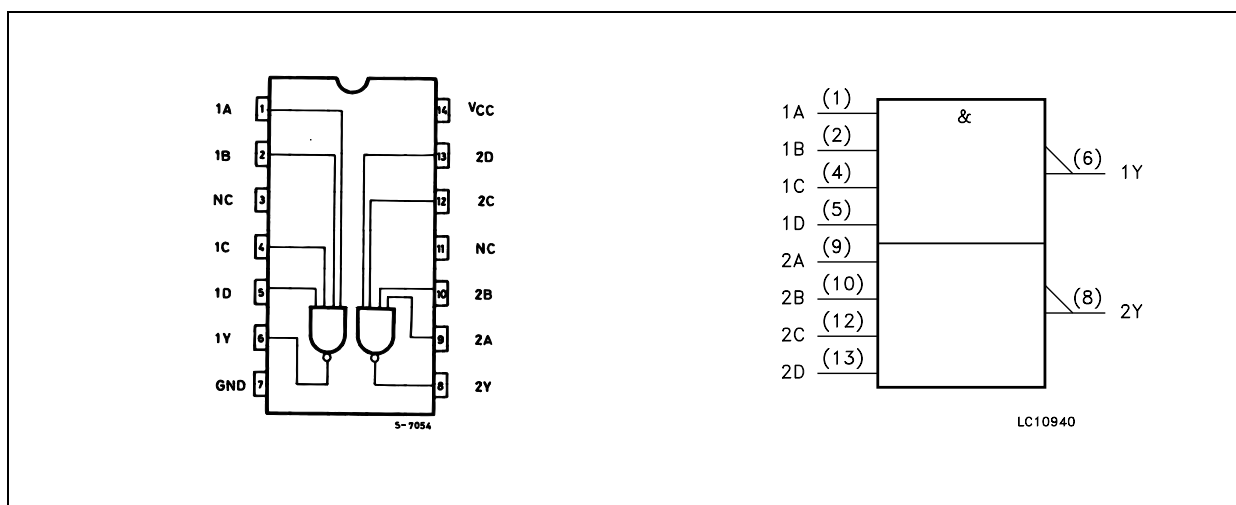 1A 1 14 VCC
1B 2 13 2D
NC 3 12 2C
1C 4 11 NC
1D 5 10 2B
1Y 6 9 2A
GND 7 8 2Y
S-7054
&
1A (1)
1B (2)
1C (4)
1D (5)
2A (9)
2B (10)
2C (12)
2D (13)
(6) 1Y
(8) 2Y
LC10940